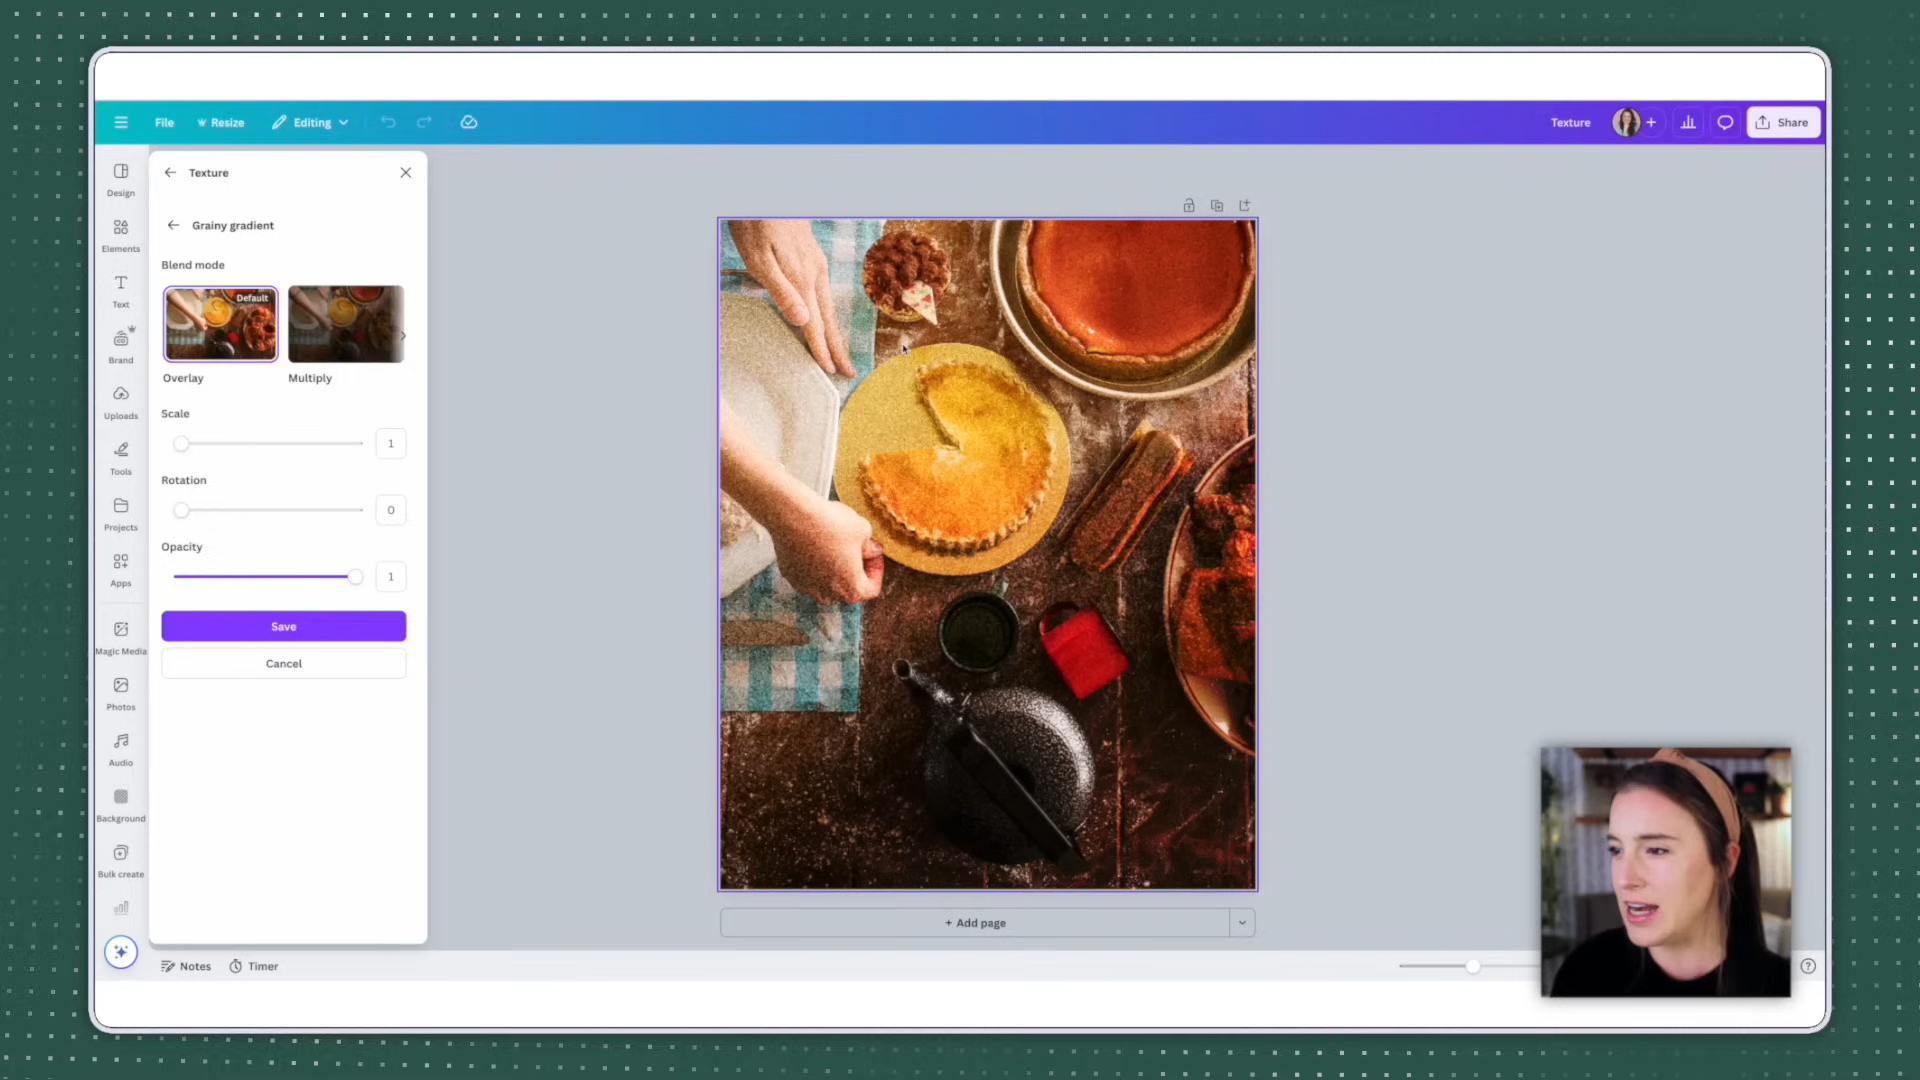 File
Resize
Editing
Texture
+
Share
Design
Elements
Text
Brand
Uploads
Tools
Projects
Apps
Magic Media
Photos
Audio
Background
Bulk create
Texture
Grainy gradient
Blend mode
Default
Overlay
Multiply
Scale
1
Rotation
0
Opacity
1
Save
Cancel
+ Add page
Notes
Timer
?